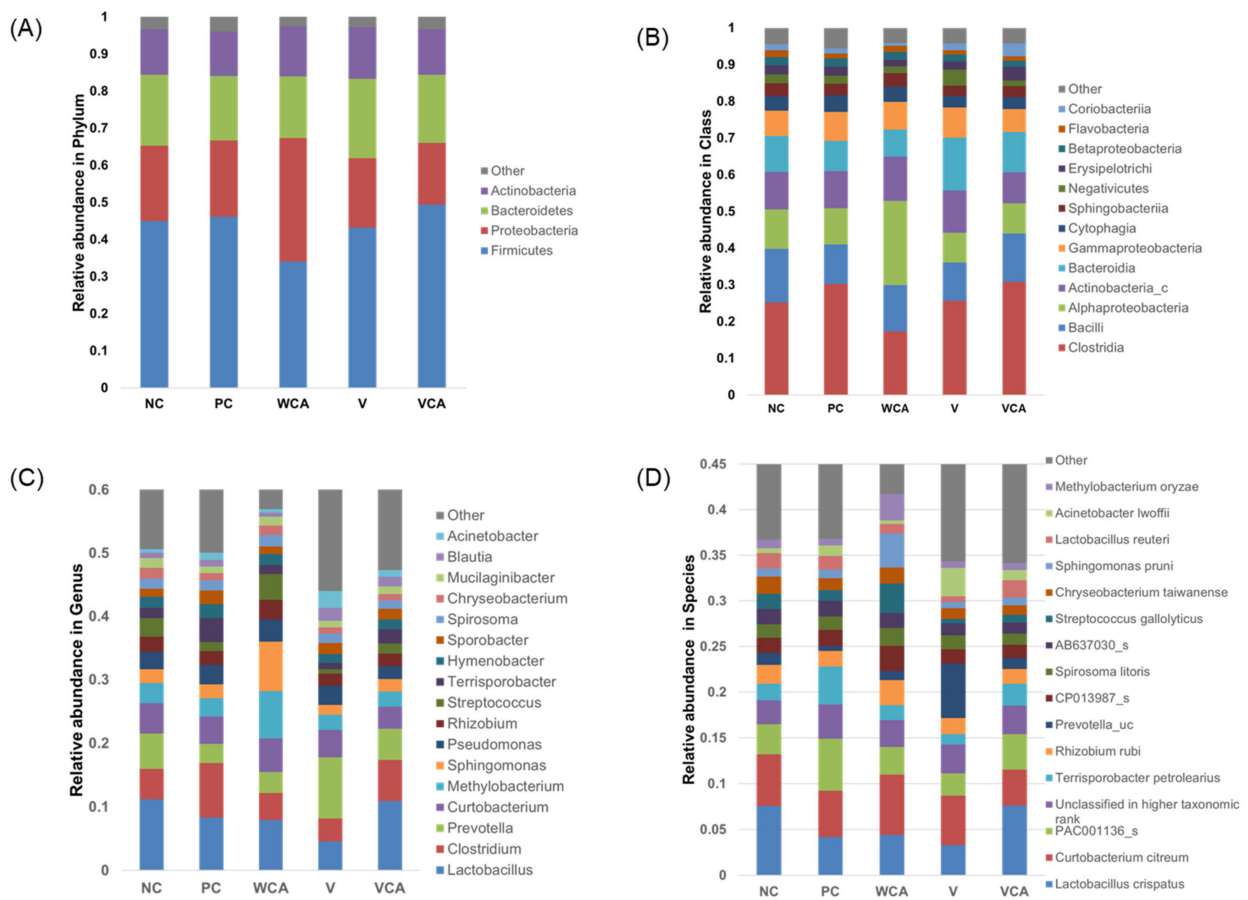 (A)
Relative abundance in Phylum
1
0.9
0.8
0.7
0.6
0.5
0.4
0.3
0.2
0.1
0
NC PC WCA V VCA
Other
Actinobacteria
Bacteroidetes
Proteobacteria
Firmicutes
(B)
Relative abundance in Class
1
0.9
0.8
0.7
0.6
0.5
0.4
0.3
0.2
0.1
0
NC PC WCA V VCA
Other
Coriobacteriia
Flavobacteria
Betaproteobacteria
Erysipelotrichi
Negativicutes
Sphingobacteriia
Cytophagia
Gammaproteobacteria
Bacteroidia
Actinobacteria_c
Alphaproteobacteria
Bacilli
Clostridia
(C)
Relative abundance in Genus
0.6
0.5
0.4
0.3
0.2
0.1
0
NC PC WCA V VCA
Other
Acinetobacter
Blautia
Mucilaginibacter
Chryseobacterium
Spirosoma
Sporobacter
Hymenobacter
Terrisporobacter
Streptococcus
Rhizobium
Pseudomonas
Sphingomonas
Methylobacterium
Curtobacterium
Prevotella
Clostridium
Lactobacillus
(D)
Relative abundance in Species
0.45
0.4
0.35
0.3
0.25
0.2
0.15
0.1
0.05
0
NC PC WCA V VCA
Other
Methylobacterium oryzae
Acinetobacter lwoffii
Lactobacillus reuteri
Sphingomonas pruni
Chryseobacterium taiwanense
Streptococcus gallolyticus
AB637030_s
Spirosoma litoris
CP013987_s
Prevotella_uc
Rhizobium rubi
Terrisporobacter petrolearius
Unclassified in higher taxonomic
rank
PAC001136_s
Curtobacterium citreum
Lactobacillus crispatus